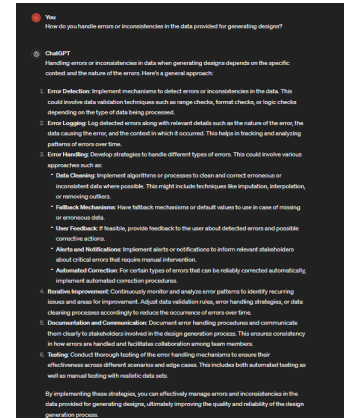 You
How do you handle errors or inconsistencies in the data provided for generating designs?
ChatGPT
Handling errors or inconsistencies in data when generating designs depends on the specific
context and the nature of the errors. Here's a general approach:
1. Error Detection: Implement mechanisms to detect errors or inconsistencies in the data. This
could involve data validation techniques such as range checks, format checks, or logic checks
depending on the type of data being processed.
2. Error Logging: Log detected errors along with relevant details such as the nature of the error, the
data causing the error, and the context in which it occurred. This helps in tracking and analyzing
patterns of errors over time.
3. Error Handling: Develop strategies to handle different types of errors. This could involve various
approaches such as:
• Data Cleaning: Implement algorithms or processes to clean and correct erroneous or
inconsistent data where possible. This might include techniques like imputation, interpolation,
or removing outliers.
• Fallback Mechanisms: Have fallback mechanisms or default values to use in case of missing
or erroneous data.
• User Feedback: If feasible, provide feedback to the user about detected errors and possible
corrective actions.
• Alerts and Notifications: Implement alerts or notifications to inform relevant stakeholders
about critical errors that require manual intervention.
• Automated Correction: For certain types of errors that can be reliably corrected automatically,
implement automated correction procedures.
4. Iterative Improvement: Continuously monitor and analyze error patterns to identify recurring
issues and areas for improvement. Adjust data validation rules, error handling strategies, or data
cleaning processes accordingly to reduce the occurrence of errors over time.
5. Documentation and Communication: Document error handling procedures and communicate
them clearly to stakeholders involved in the design generation process. This ensures consistency
in how errors are handled and facilitates collaboration among team members.
6. Testing: Conduct thorough testing of the error handling mechanisms to ensure their
effectiveness across different scenarios and edge cases. This includes both automated testing as
well as manual testing with realistic data sets.
By implementing these strategies, you can effectively manage errors and inconsistencies in the
data provided for generating designs, ultimately improving the quality and reliability of the design
generation process.